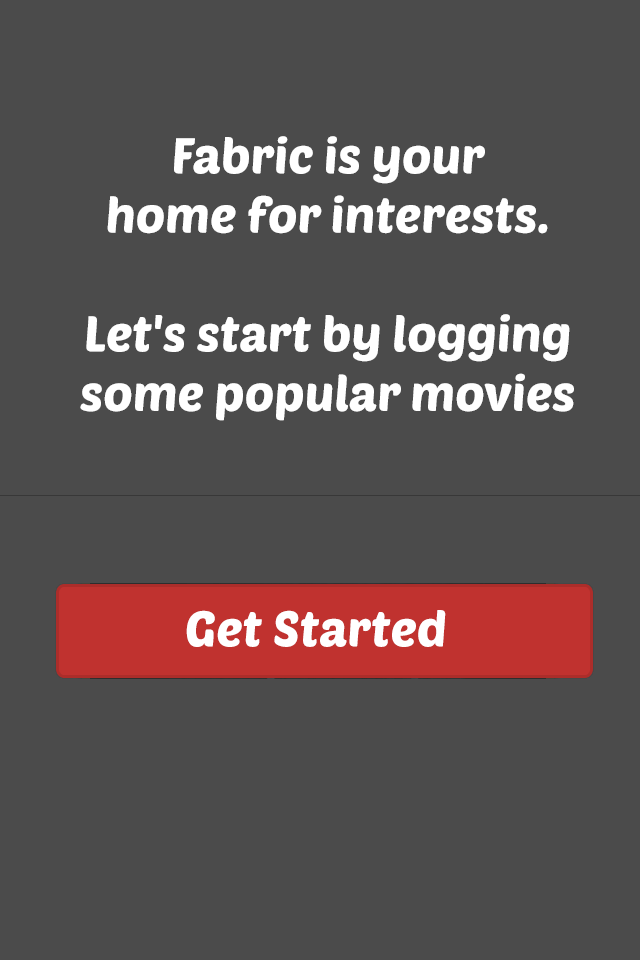 Fabric is your
home for interests.
Let's start by logging
some popular movies
Get Started